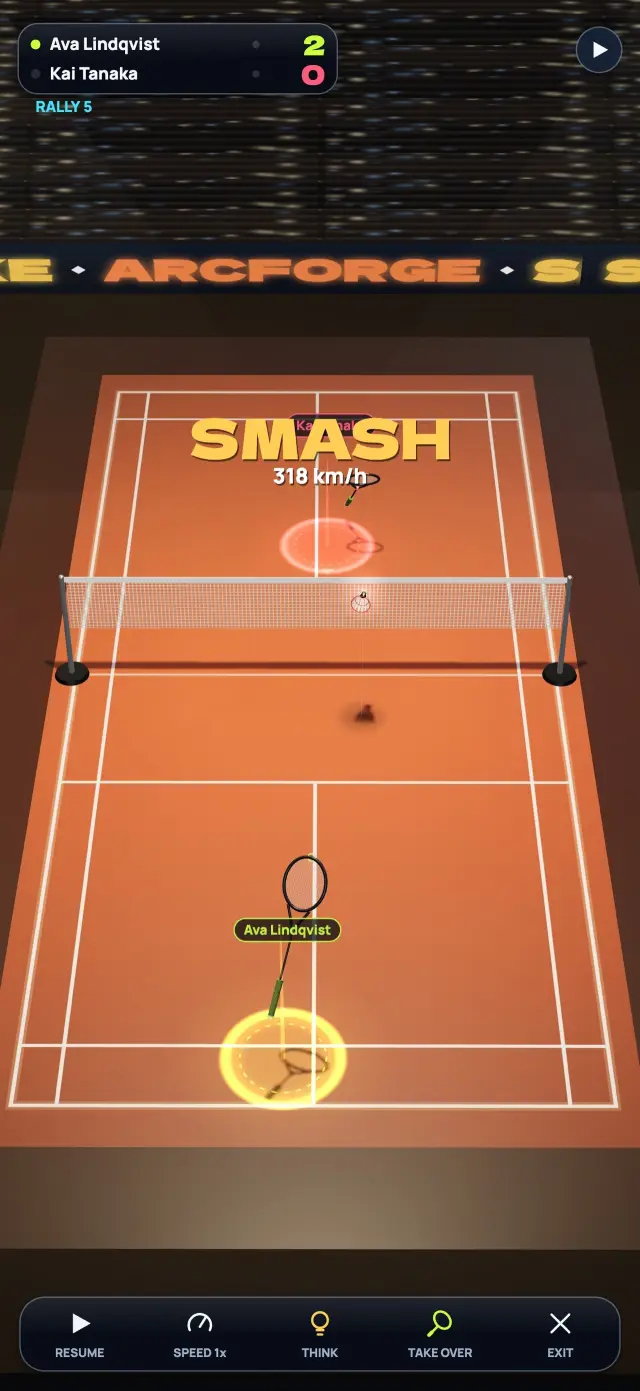 Ava Lindqvist 2
Kai Tanaka 0
RALLY 5
ARCFORGE
SMASH
318 km/h
Ava Lindqvist
RESUME
SPEED 1x
THINK
TAKE OVER
EXIT